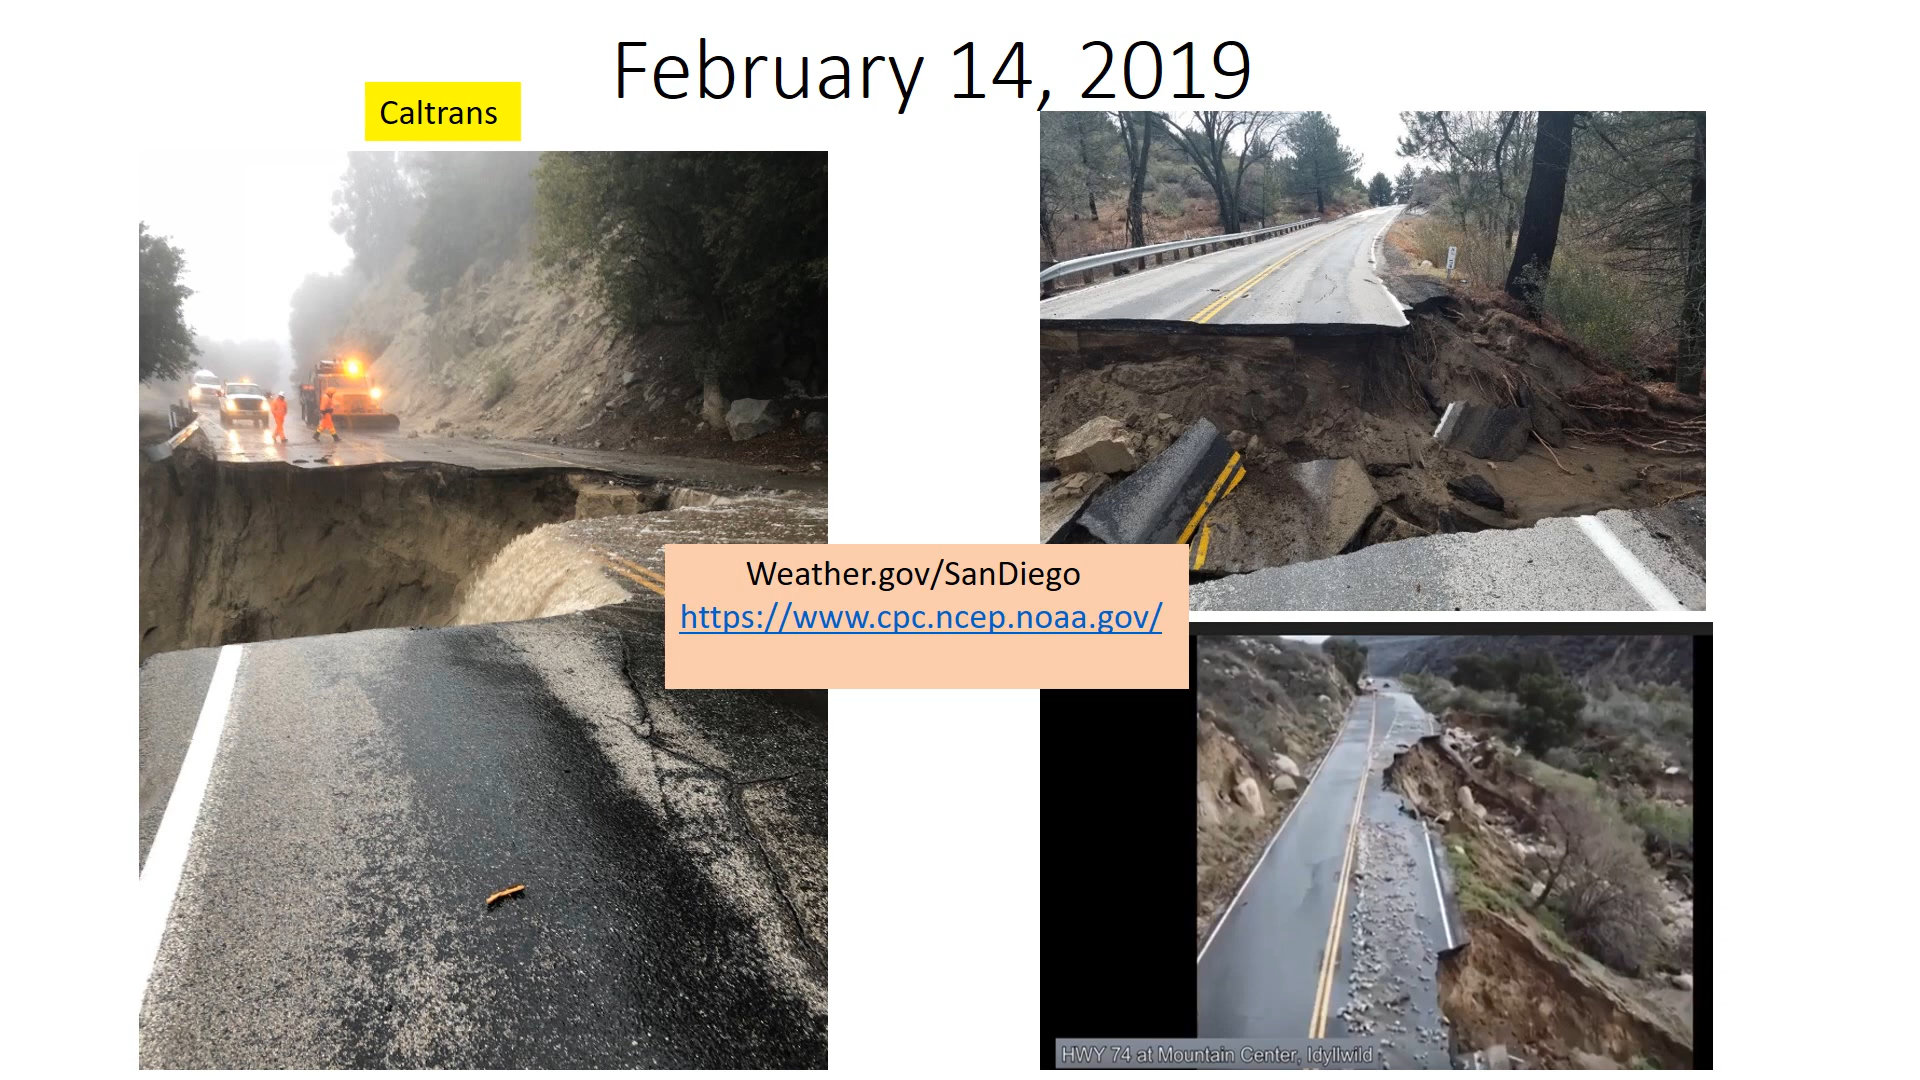 February 14, 2019
Caltrans
Weather.gov/SanDiego
https://www.cpc.ncep.noaa.gov/
HWY 74 at Mountain Center, Idyllwild